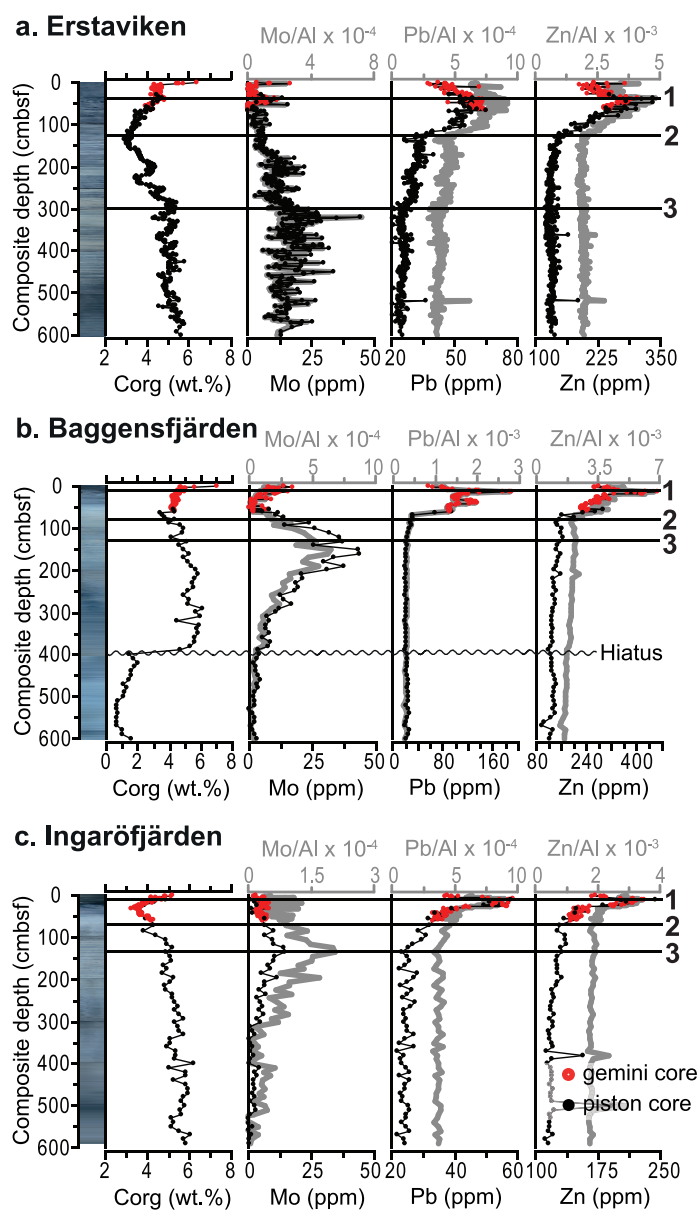 a. Erstaviken
Mo/Al x 10-4 Pb/Al x 10-4 Zn/Al x 10-3
2 4 6 8 0 4 8 0 5 10 0 2.5 5
Composite depth (cmbsf)
0
100
200
300
400
500
600
1
2
3
2 4 6 8 0 25 50 20 50 80 100 225 350
Corg (wt.%) Mo (ppm) Pb (ppm) Zn (ppm)
b. Baggensfjärden
Mo/Al x 10-4 Pb/Al x 10-3 Zn/Al x 10-3
0 5 10 0 1 2 3 0 3.5 7
Composite depth (cmbsf)
0
100
200
300
400
500
600
1
2
3
Hiatus
2 4 6 8 0 25 50 0 80 160 80 240 400
Corg (wt.%) Mo (ppm) Pb (ppm) Zn (ppm)
c. Ingaröfjärden
Mo/Al x 10-4 Pb/Al x 10-4 Zn/Al x 10-3
0 1.5 3 0 5 10 0 2 4
Composite depth (cmbsf)
0
100
200
300
400
500
600
1
2
3
gemini core
piston core
2 4 6 8 0 25 50 20 40 60 100 175 250
Corg (wt.%) Mo (ppm) Pb (ppm) Zn (ppm)